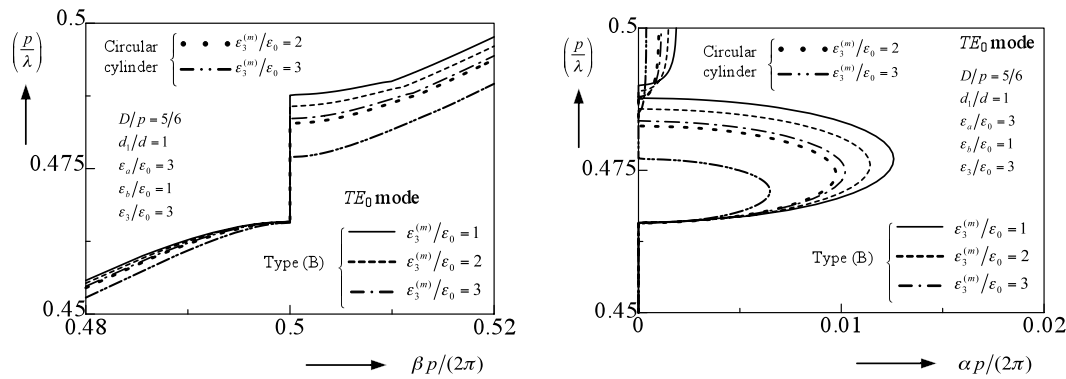 0.5
(p/λ)
Circular cylinder
ε₃⁽ᵐ⁾/ε₀ = 2
ε₃⁽ᵐ⁾/ε₀ = 3
D/p = 5/6
d₁/d = 1
εₐ/ε₀ = 3
ε_b/ε₀ = 1
ε₃/ε₀ = 3
0.475
TE₀ mode
Type (B)
ε₃⁽ᵐ⁾/ε₀ = 1
ε₃⁽ᵐ⁾/ε₀ = 2
ε₃⁽ᵐ⁾/ε₀ = 3
0.45
0.48
0.5
0.52
βp/(2π)
0.5
(p/λ)
Circular cylinder
ε₃⁽ᵐ⁾/ε₀ = 2
ε₃⁽ᵐ⁾/ε₀ = 3
TE₀ mode
D/p = 5/6
d₁/d = 1
εₐ/ε₀ = 3
ε_b/ε₀ = 1
ε₃/ε₀ = 3
0.475
Type (B)
ε₃⁽ᵐ⁾/ε₀ = 1
ε₃⁽ᵐ⁾/ε₀ = 2
ε₃⁽ᵐ⁾/ε₀ = 3
0.45
0
0.01
0.02
αp/(2π)